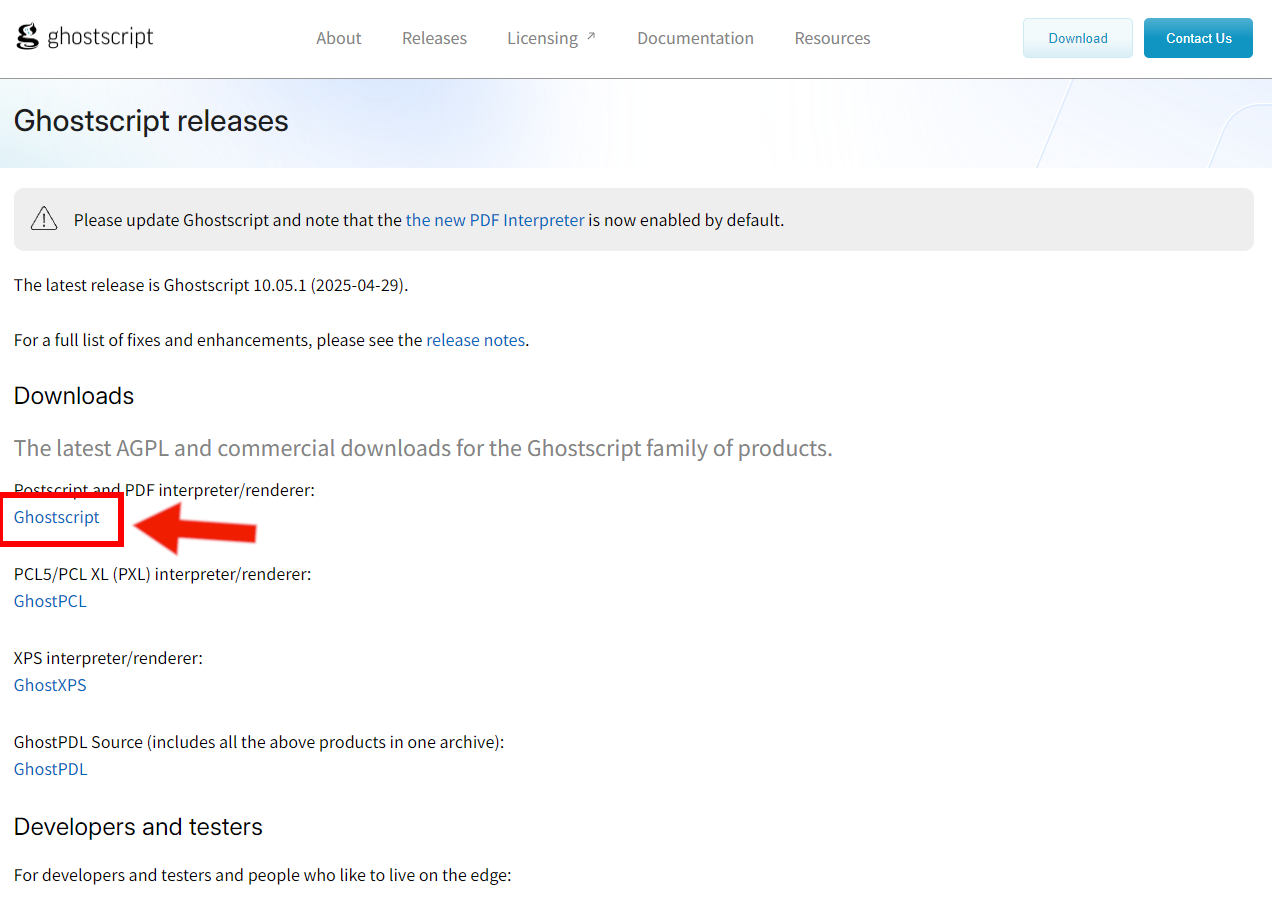 ghostscript
About Releases Licensing ↗ Documentation Resources Download Contact Us
Ghostscript releases
Please update Ghostscript and note that the the new PDF Interpreter is now enabled by default.
The latest release is Ghostscript 10.05.1 (2025-04-29).
For a full list of fixes and enhancements, please see the release notes.
Downloads
The latest AGPL and commercial downloads for the Ghostscript family of products.
Postscript and PDF interpreter/renderer:
Ghostscript
PCL5/PCL XL (PXL) interpreter/renderer:
GhostPCL
XPS interpreter/renderer:
GhostXPS
GhostPDL Source (includes all the above products in one archive):
GhostPDL
Developers and testers
For developers and testers and people who like to live on the edge: